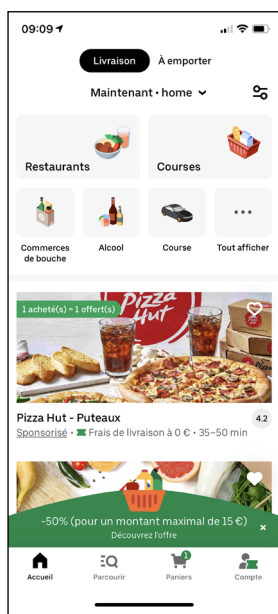 09:09
Livraison
À emporter
Maintenant • home
Restaurants
Courses
Commerces
de bouche
Alcool
Course
Tout afficher
1 acheté(s) = 1 offert(s)
Pizza
Hut
Pizza Hut - Puteaux
4.2
Sponsorisé • Frais de livraison à 0 € • 35-50 min
-50% (pour un montant maximal de 15 €)
Découvrez l'offre
×
1
Accueil
Parcourir
Paniers
Compte